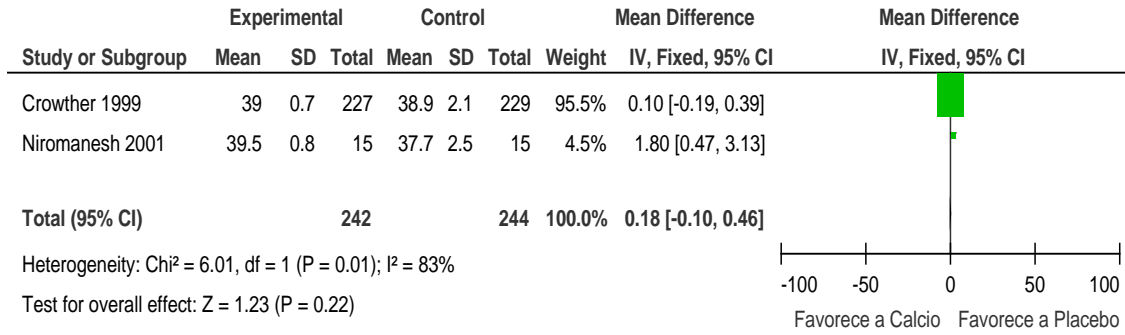 Experimental Control Mean Difference Mean Difference
Study or Subgroup Mean SD Total Mean SD Total Weight IV, Fixed, 95% CI IV, Fixed, 95% CI
Crowther 1999 39 0.7 227 38.9 2.1 229 95.5% 0.10 [-0.19, 0.39]
Niromanesh 2001 39.5 0.8 15 37.7 2.5 15 4.5% 1.80 [0.47, 3.13]
Total (95% CI) 242 244 100.0% 0.18 [-0.10, 0.46]
Heterogeneity: Chi² = 6.01, df = 1 (P = 0.01); I² = 83%
Test for overall effect: Z = 1.23 (P = 0.22)
-100 -50 0 50 100
Favorece a Calcio Favorece a Placebo